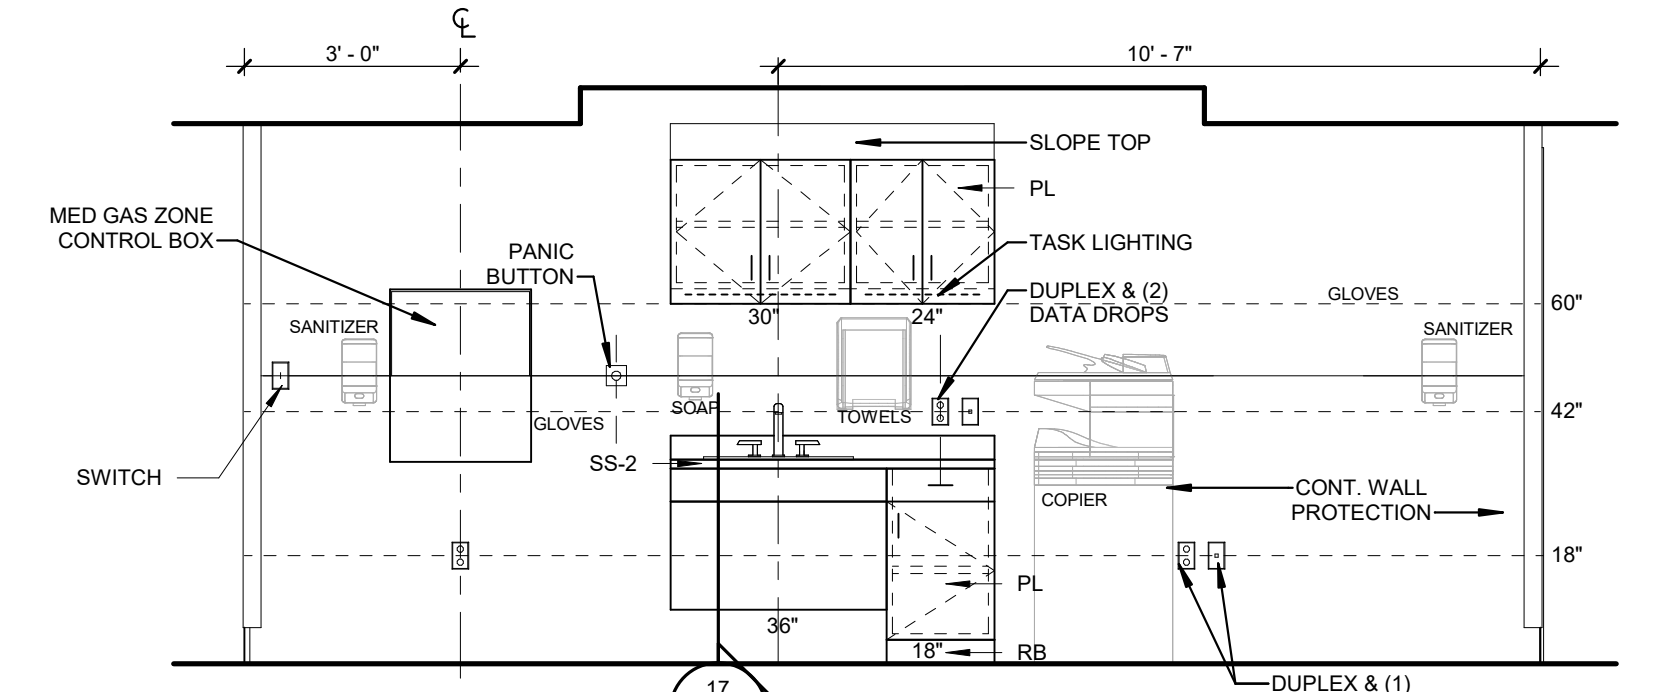 ℄
3' - 0"
10' - 7"
SLOPE TOP
PL
MED GAS ZONE
CONTROL BOX
PANIC
BUTTON
TASK LIGHTING
DUPLEX & (2)
DATA DROPS
GLOVES
60"
30"
24"
SANITIZER
SANITIZER
SOAP
TOWELS
42"
GLOVES
SS-2
SWITCH
COPIER
CONT. WALL
PROTECTION
18"
PL
36"
18"
RB
17
DUPLEX & (1)